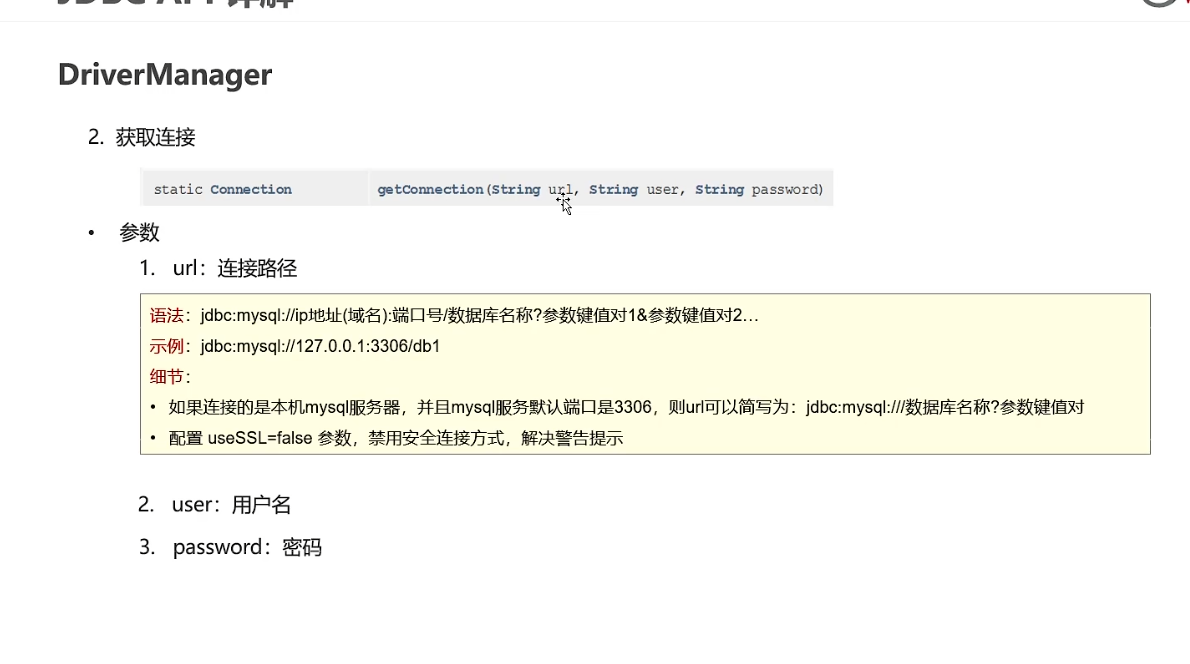 JDBC API 详解
DriverManager
2. 获取连接
static Connection getConnection(String url, String user, String password)
• 参数
1. url：连接路径
语法：jdbc:mysql://ip地址(域名):端口号/数据库名称?参数键值对1&参数键值对2…
示例：jdbc:mysql://127.0.0.1:3306/db1
细节：
• 如果连接的是本机mysql服务器，并且mysql服务默认端口是3306，则url可以简写为：jdbc:mysql:///数据库名称?参数键值对
• 配置 useSSL=false 参数，禁用安全连接方式，解决警告提示
2. user：用户名
3. password：密码